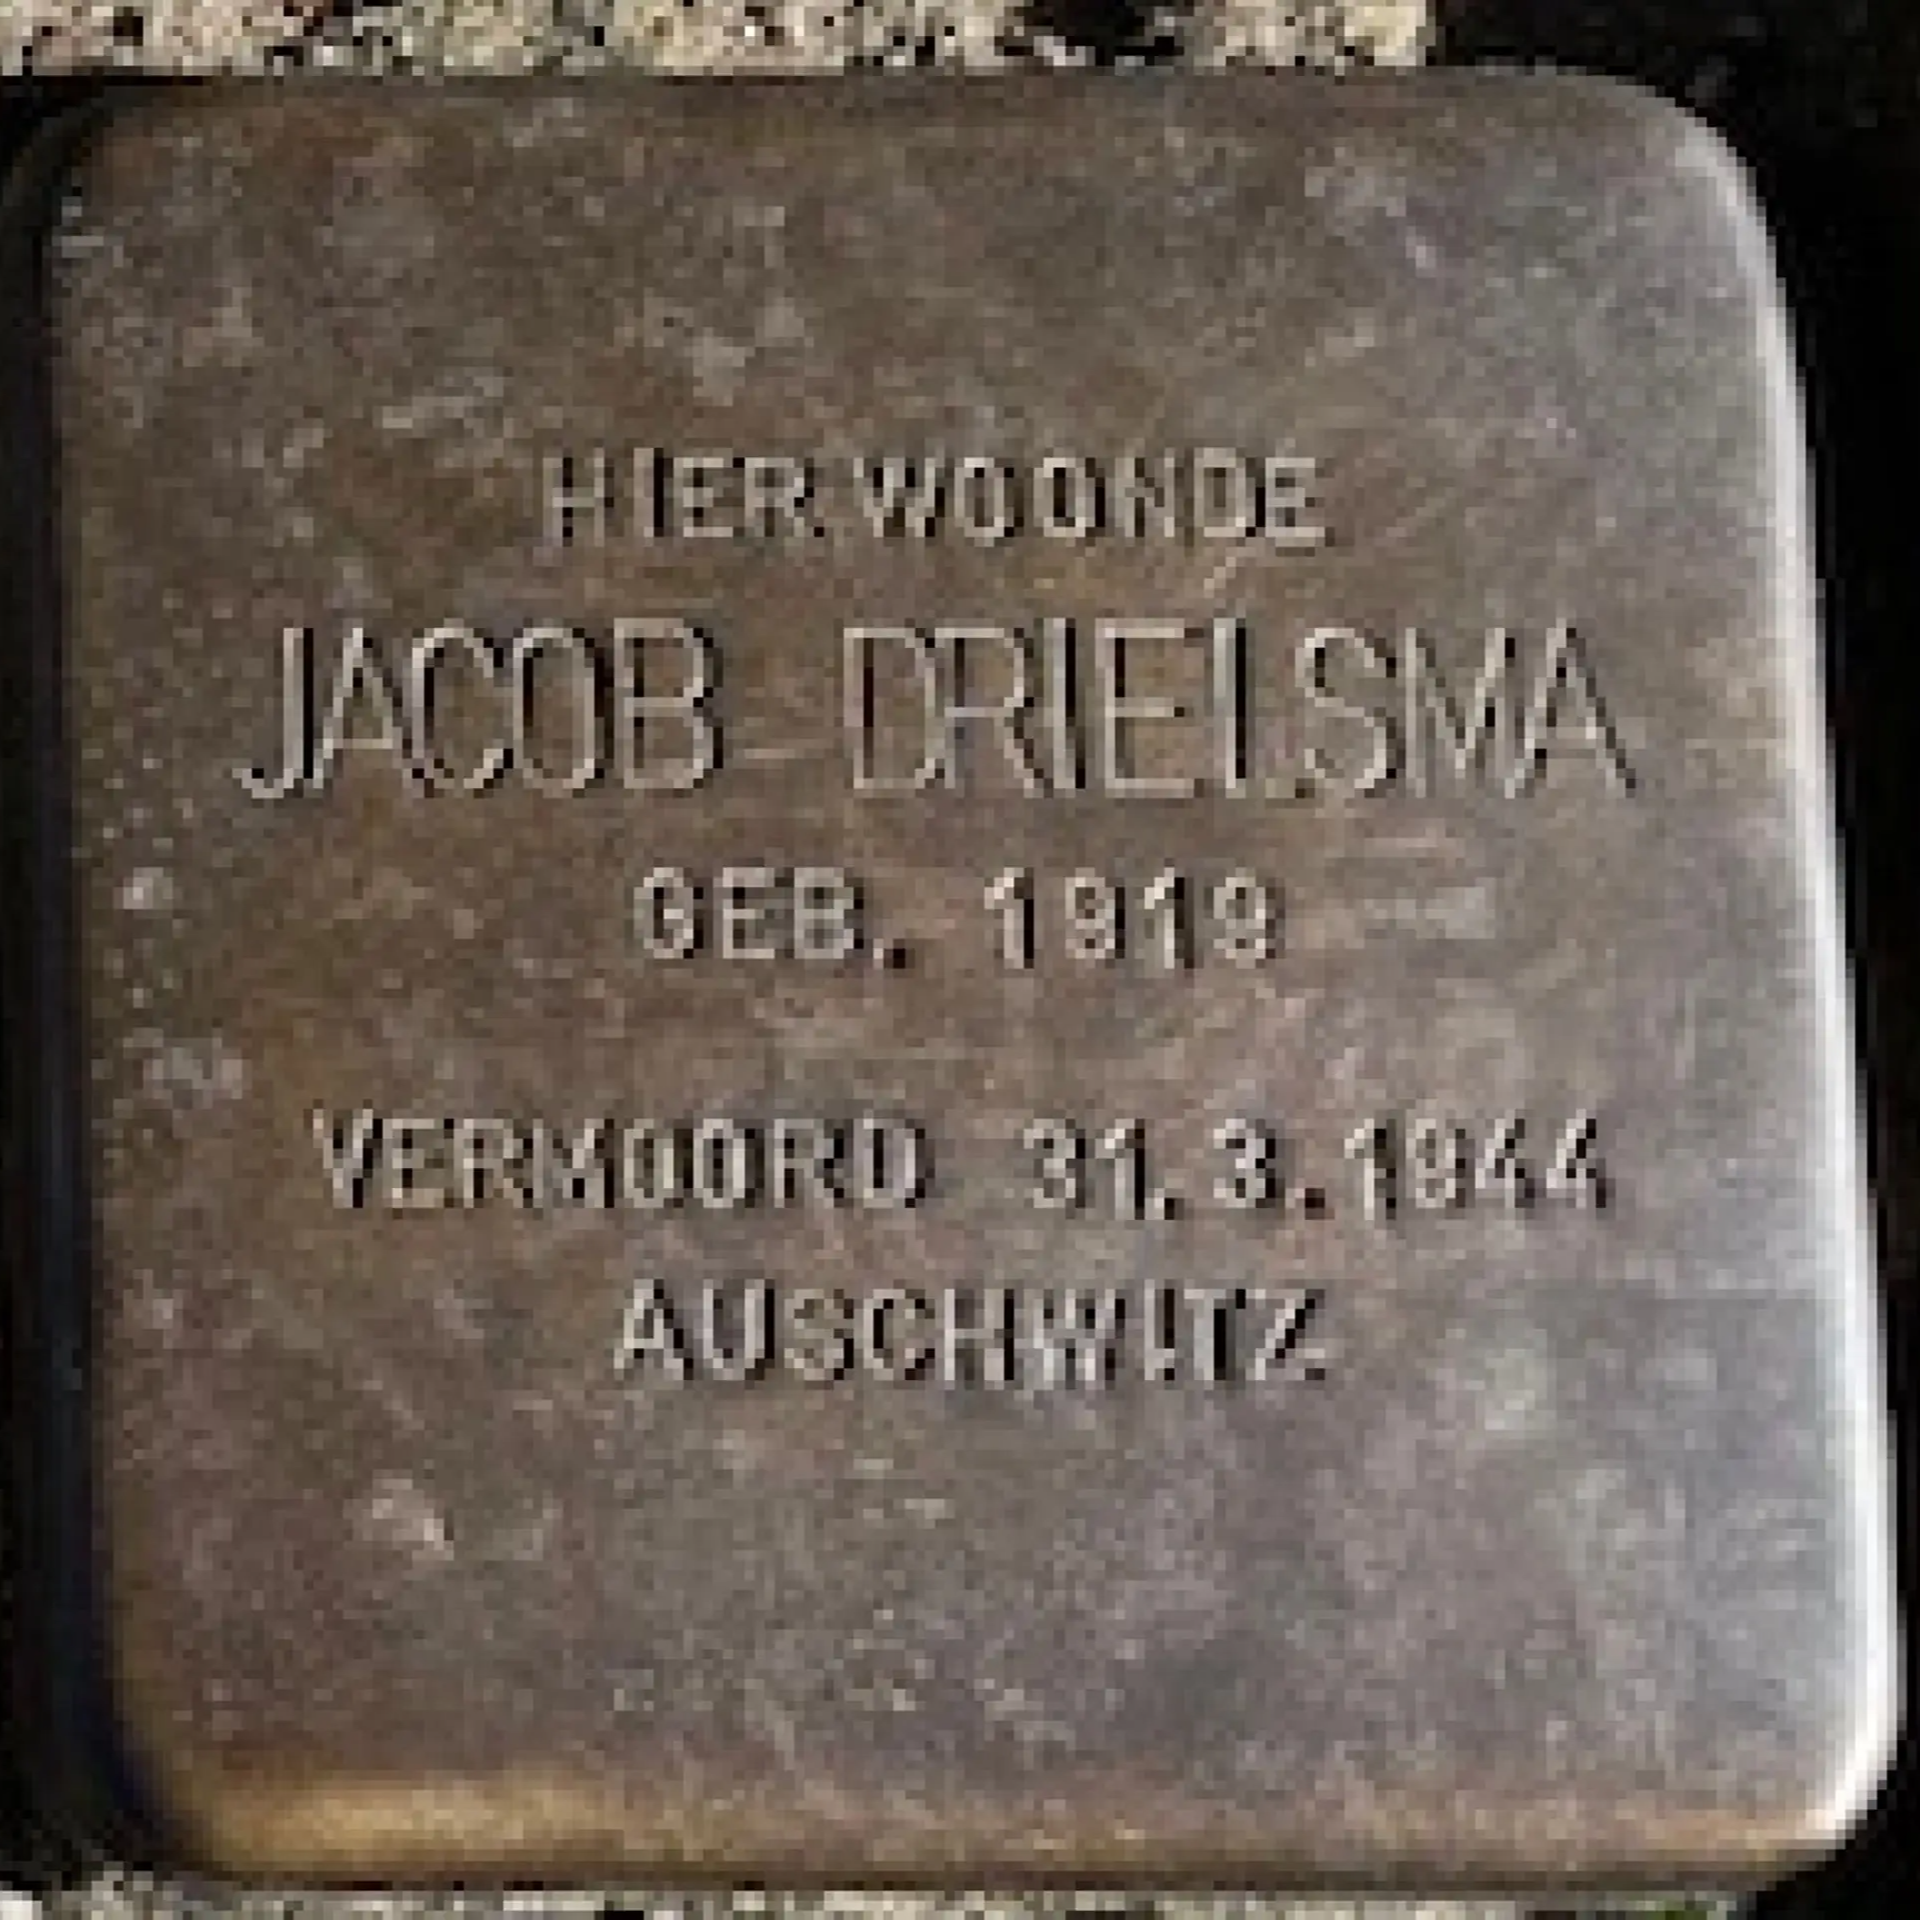 HIER WOONDE
JACOB DRIELSMA
GEB. 1919
VERMOORD 31.3.1944
AUSCHWITZ